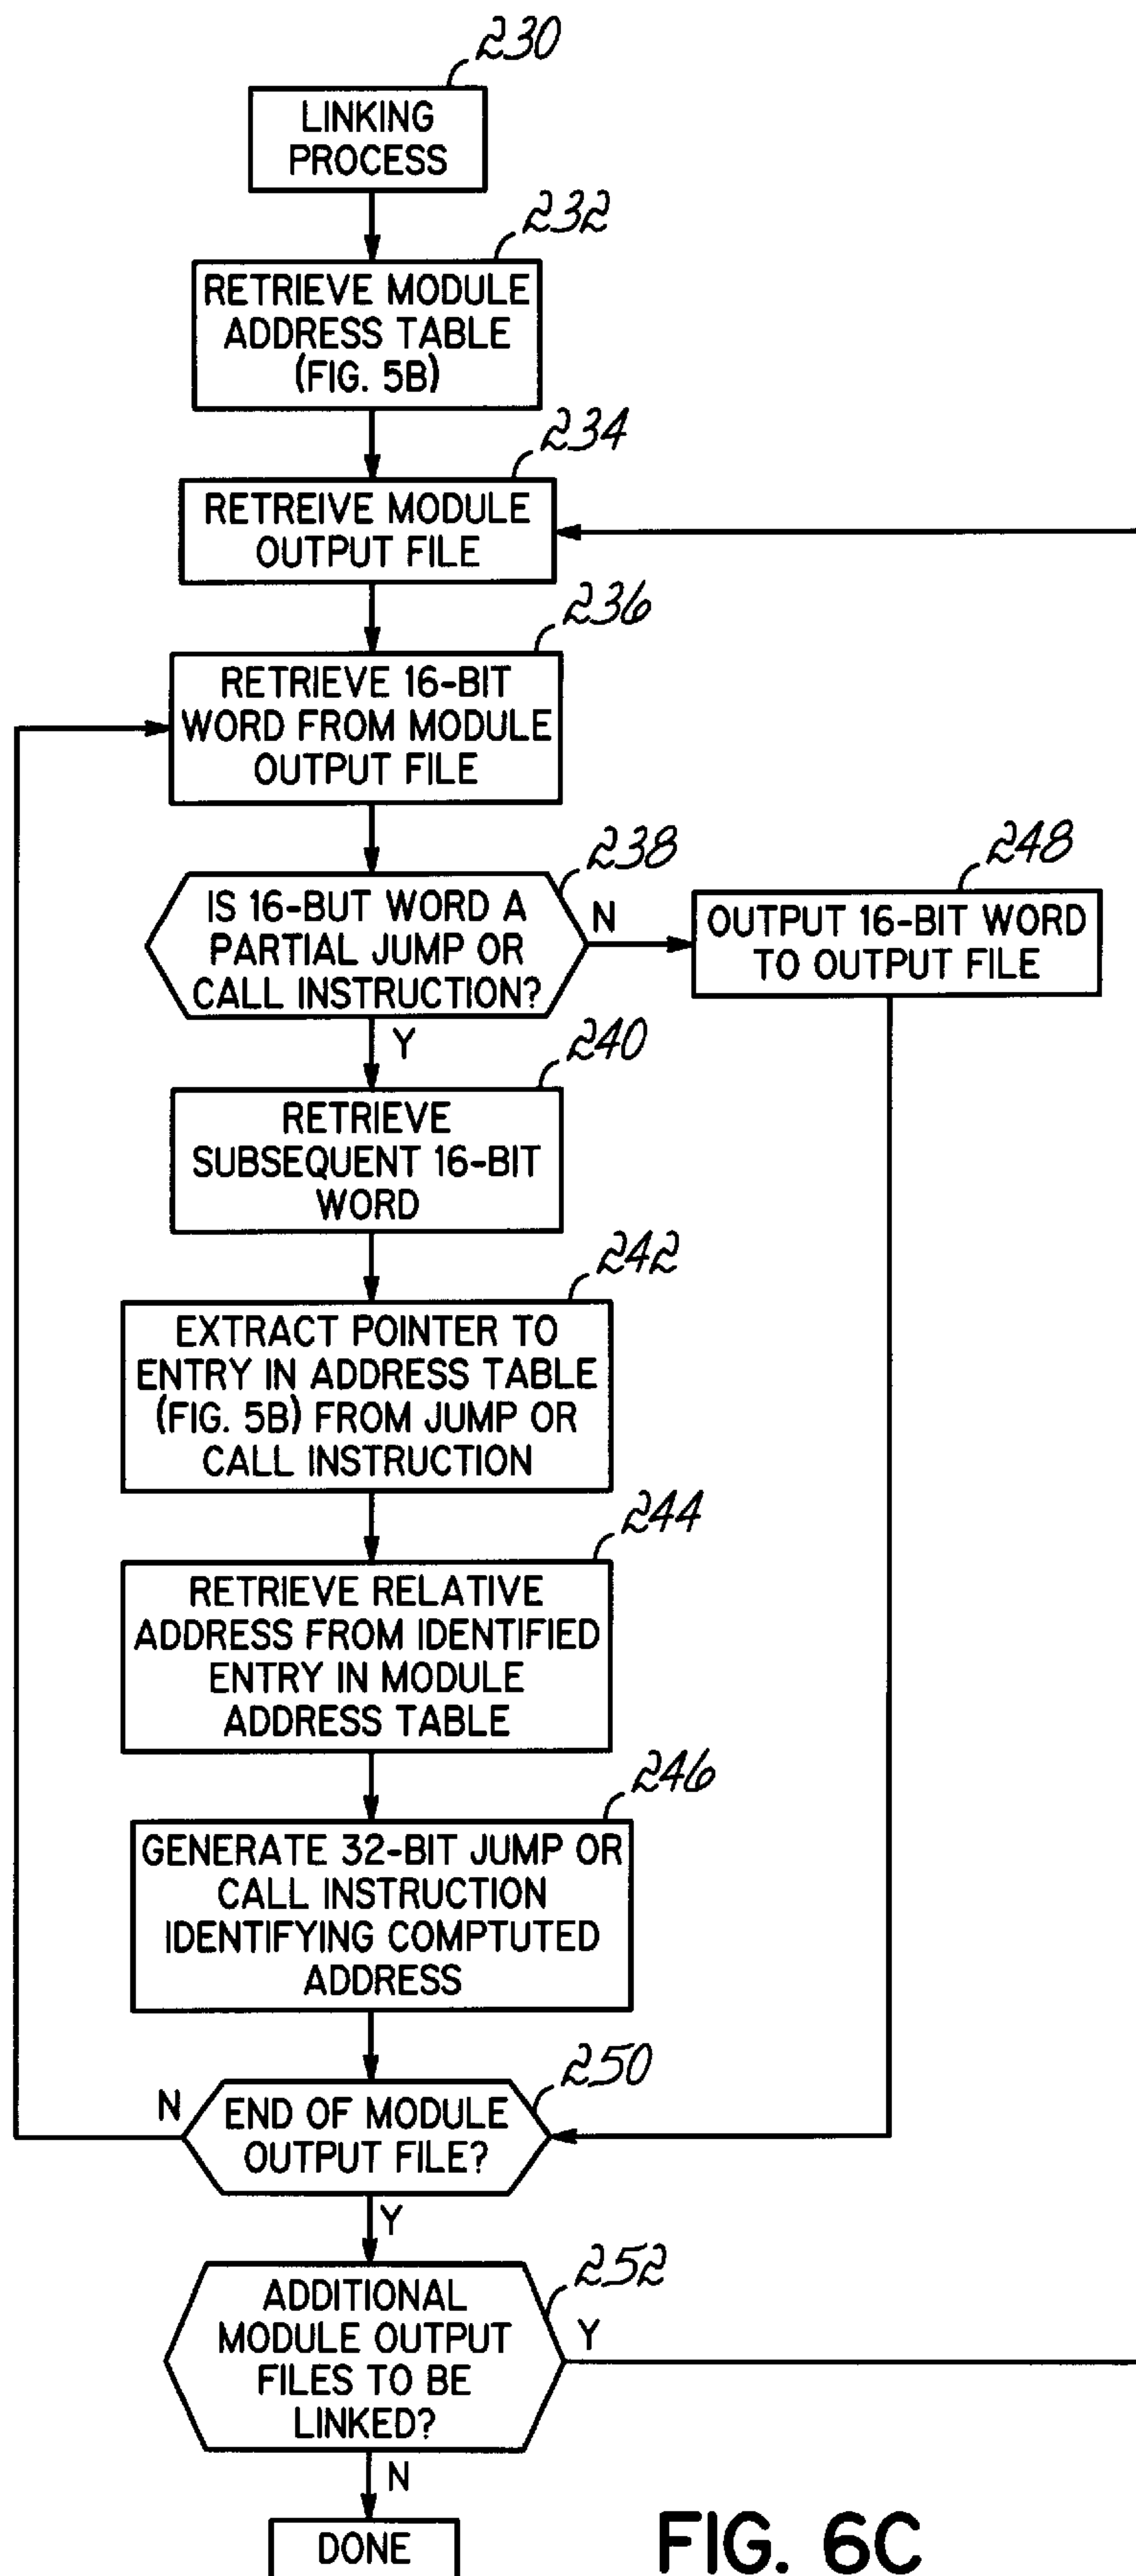 230
LINKING
PROCESS
232
RETRIEVE MODULE
ADDRESS TABLE
(FIG. 5B)
234
RETREIVE MODULE
OUTPUT FILE
236
RETRIEVE 16-BIT
WORD FROM MODULE
OUTPUT FILE
238
IS 16-BUT WORD A
PARTIAL JUMP OR
CALL INSTRUCTION?
N
Y
248
OUTPUT 16-BIT WORD
TO OUTPUT FILE
240
RETRIEVE
SUBSEQUENT 16-BIT
WORD
242
EXTRACT POINTER TO
ENTRY IN ADDRESS TABLE
(FIG. 5B) FROM JUMP OR
CALL INSTRUCTION
244
RETRIEVE RELATIVE
ADDRESS FROM IDENTIFIED
ENTRY IN MODULE
ADDRESS TABLE
246
GENERATE 32-BIT JUMP OR
CALL INSTRUCTION
IDENTIFYING COMPTUTED
ADDRESS
250
N
END OF MODULE
OUTPUT FILE?
Y
252
ADDITIONAL
MODULE OUTPUT
FILES TO BE
LINKED?
Y
N
DONE
FIG. 6C